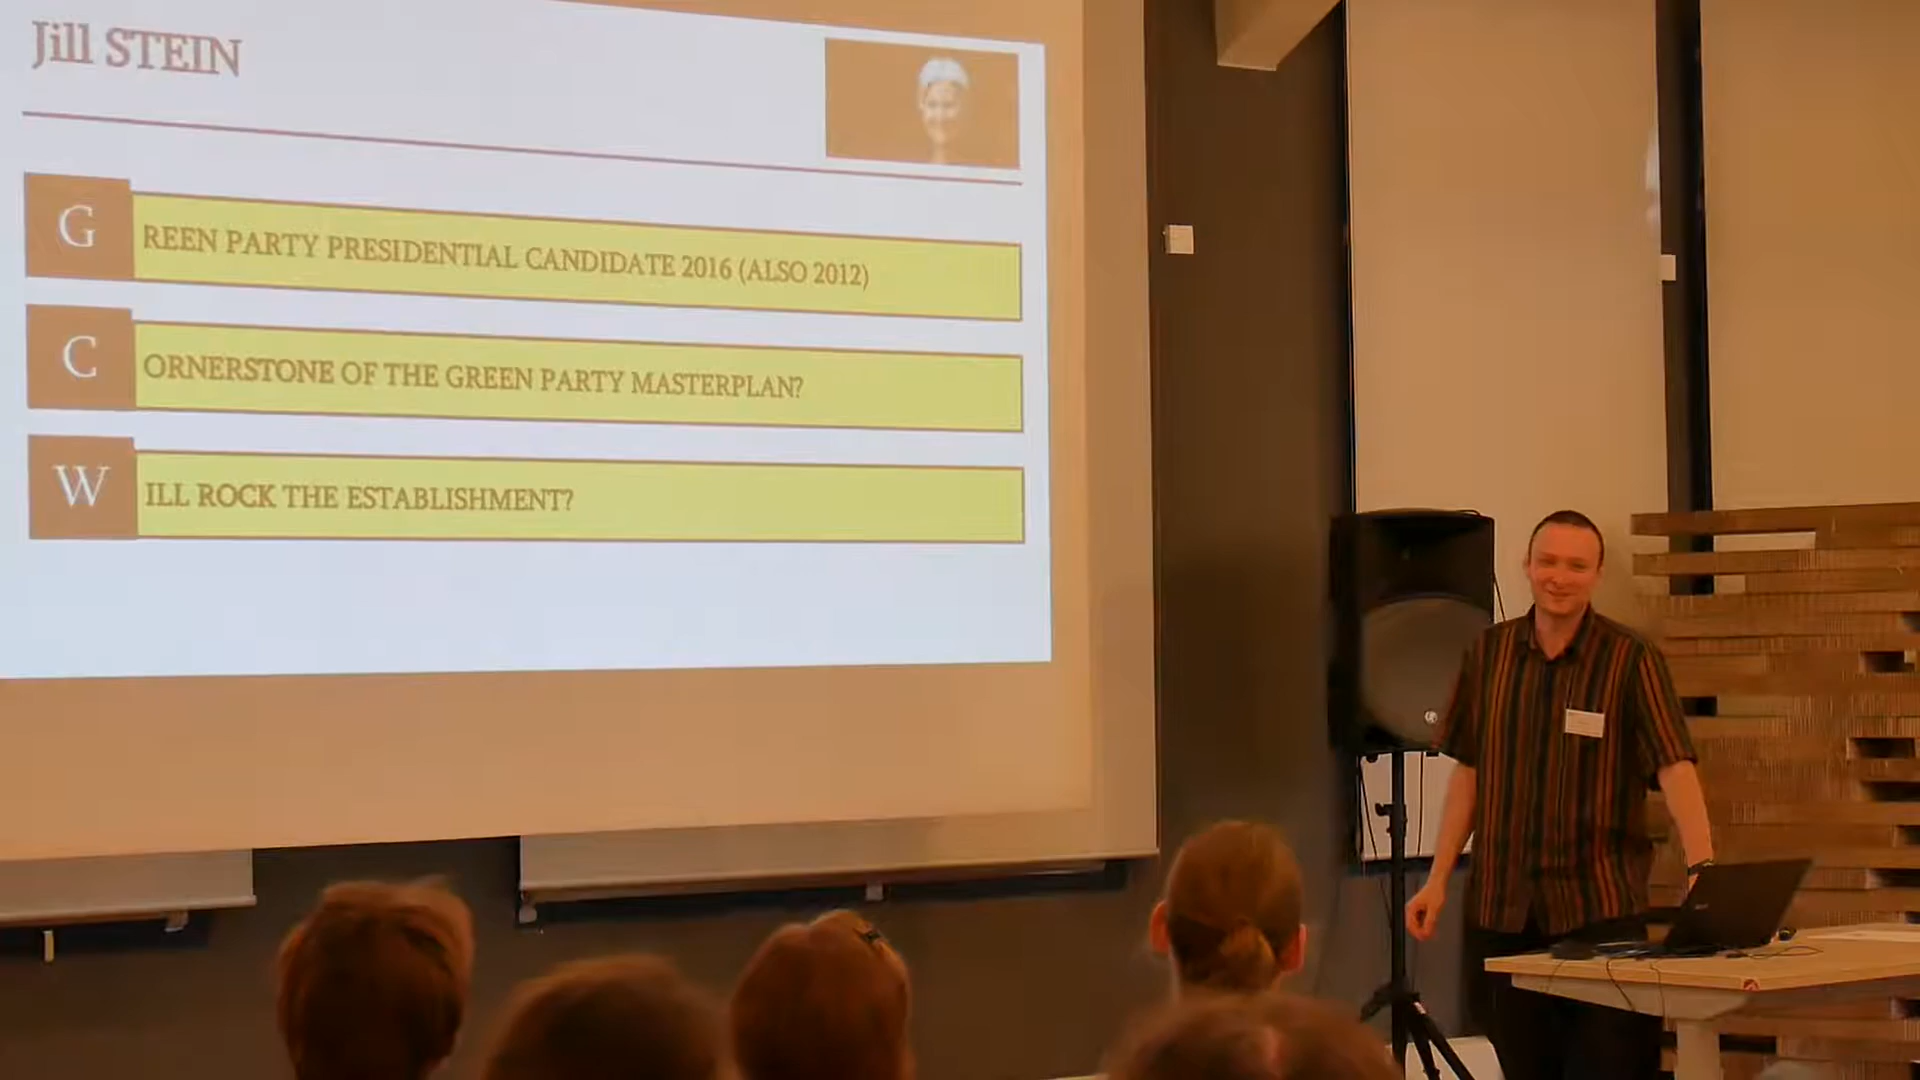 Jill STEIN
G REEN PARTY PRESIDENTIAL CANDIDATE 2016 (ALSO 2012)
C ORNERSTONE OF THE GREEN PARTY MASTERPLAN?
W ILL ROCK THE ESTABLISHMENT?